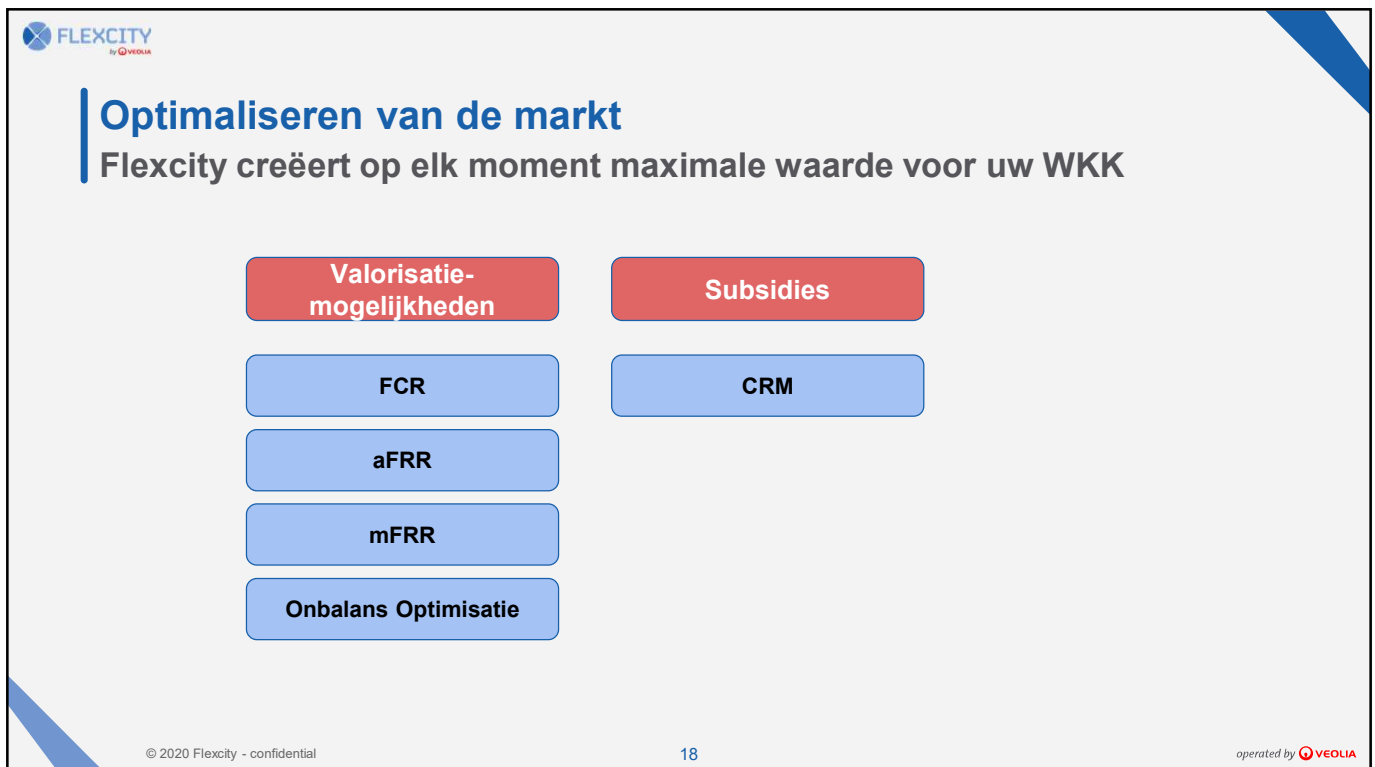 FLEXCITY
by VEOLIA
Optimaliseren van de markt
Flexcity creëert op elk moment maximale waarde voor uw WKK
Valorisatie-
mogelijkheden
Subsidies
FCR
CRM
aFRR
mFRR
Onbalans Optimisatie
© 2020 Flexcity - confidential
18
operated by VEOLIA